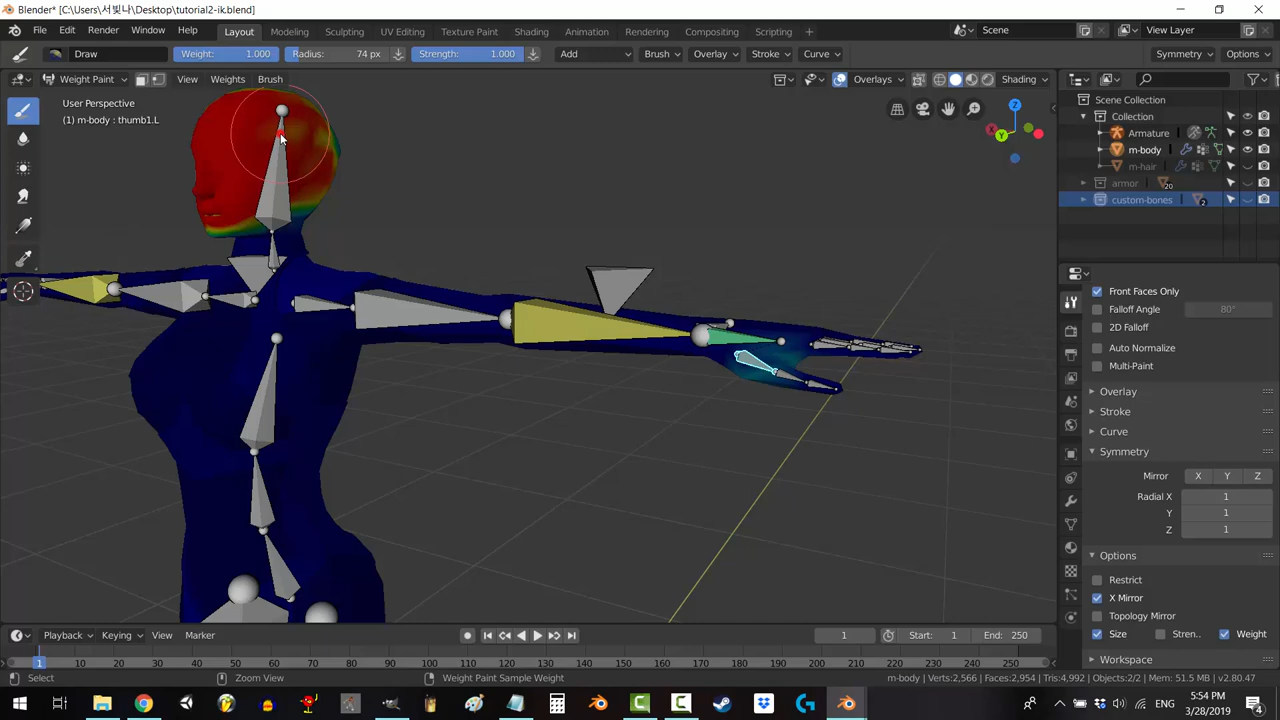 Blender* [C:\Users\서빛나\Desktop\tutorial2-ik.blend]
File Edit Render Window Help Layout Modeling Sculpting UV Editing Texture Paint Shading Animation Rendering Compositing Scripting + Scene View Layer
Draw Weight: 1.000 Radius: 74 px Strength: 1.000 Add Brush Overlay Stroke Curve Symmetry Options
Weight Paint View Weights Brush Overlays Shading
User Perspective
(1) m-body : thumb1.L
Z
X
Y
Scene Collection
Collection
Armature
m-body
m-hair
armor 20
custom-bones 2
Front Faces Only
Falloff Angle 80°
2D Falloff
Auto Normalize
Multi-Paint
Overlay
Stroke
Curve
Symmetry
Mirror X Y Z
Radial X 1
Y 1
Z 1
Options
Restrict
X Mirror
Topology Mirror
Size Stren.. Weight
Workspace
Playback Keying View Marker 1 Start: 1 End: 250
1 10 20 30 40 50 60 70 80 90 100 110 120 130 140 150 160 170 180 190 200 210 220 230 240 250
Select Zoom View Weight Paint Sample Weight m-body | Verts:2,566 | Faces:2,954 | Tris:4,992 | Objects:2/2 | Mem: 51.5 MB | v2.80.47
ENG 5:54 PM
3/28/2019
4